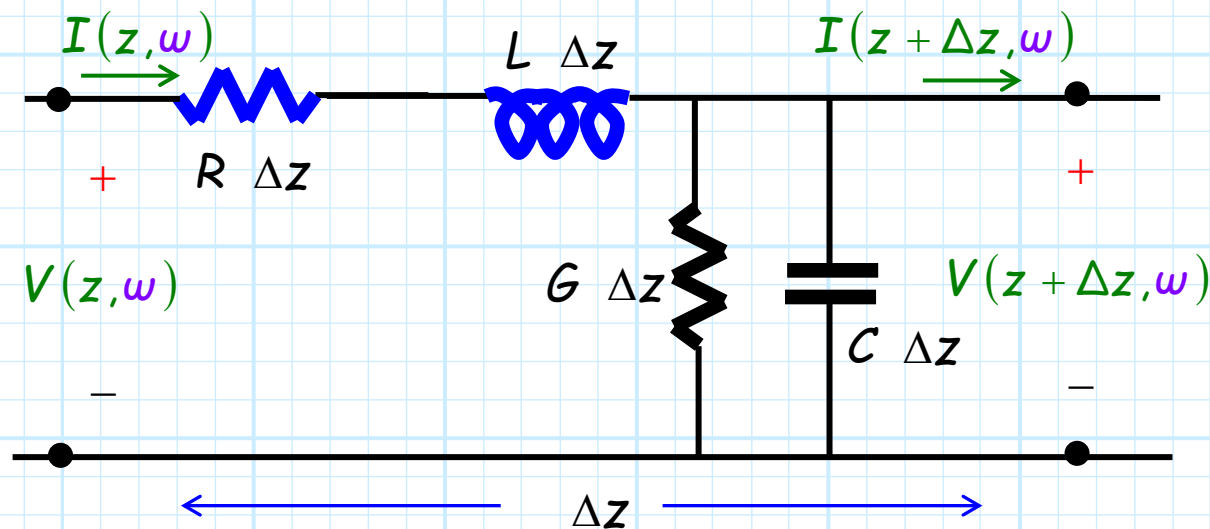 I(z,ω)
L Δz
I(z + Δz,ω)
+
R Δz
+
V(z,ω)
G Δz
V(z + Δz,ω)
C Δz
−
−
Δz